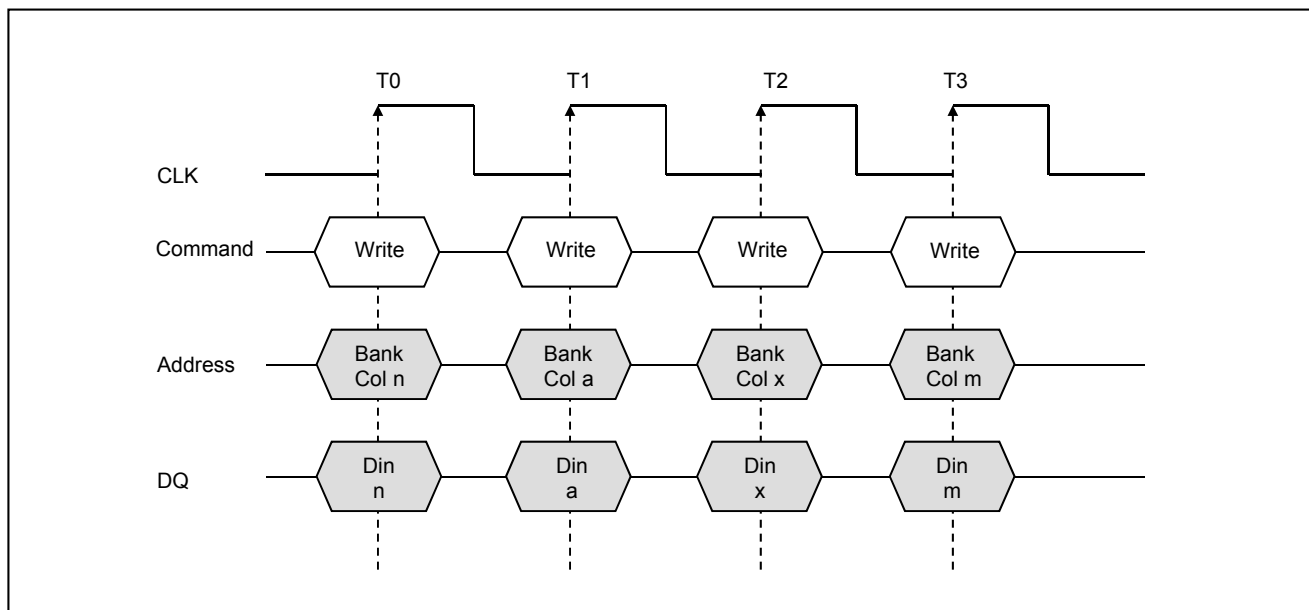 T0 T1 T2 T3
CLK
Command Write Write Write Write
Address Bank Bank Bank Bank
Col n Col a Col x Col m
DQ Din Din Din Din
n a x m